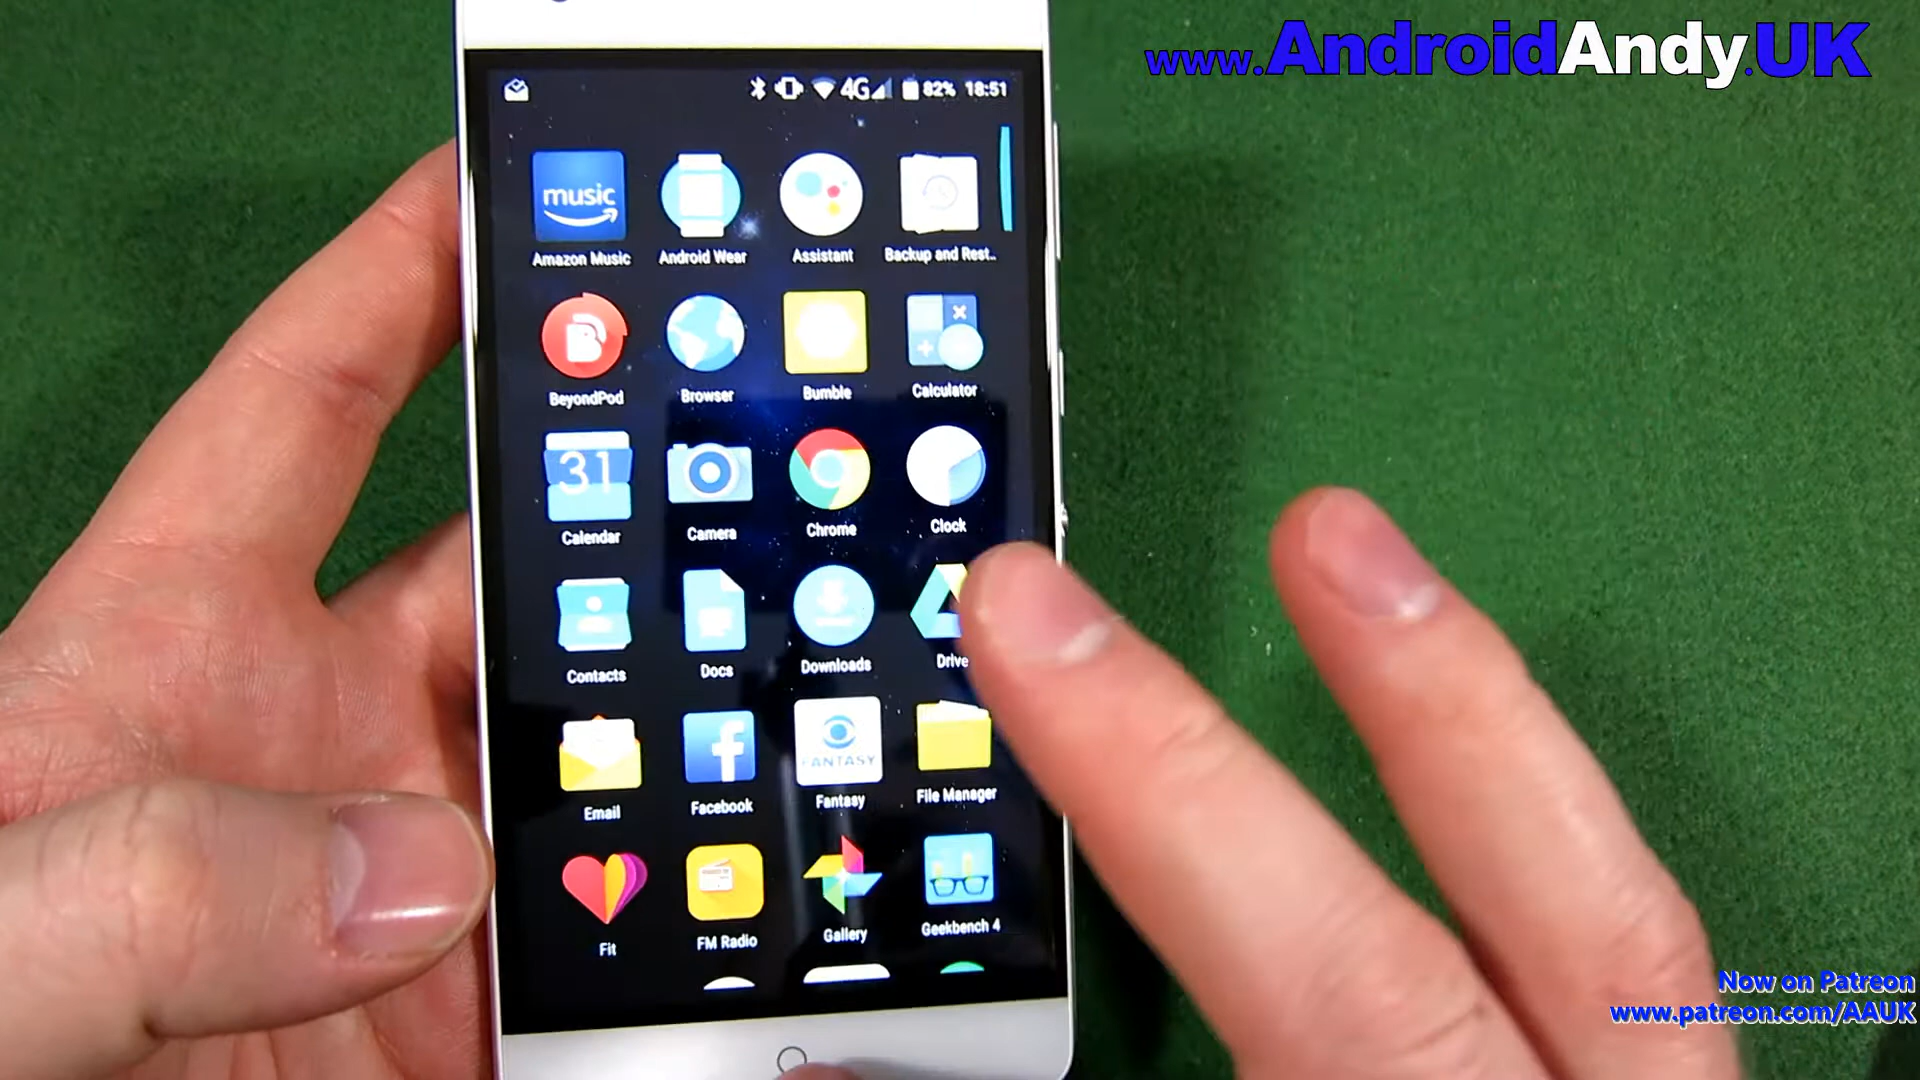 www.AndroidAndy.UK
4G 82% 18:51
music
Amazon Music
Android Wear
Assistant
Backup and Rest..
BeyondPod
Browser
Bumble
Calculator
31
Calendar
Camera
Chrome
Clock
Contacts
Docs
Downloads
Drive
Email
Facebook
FANTASY
Fantasy
File Manager
Fit
FM Radio
Gallery
Geekbench 4
Now on Patreon
www.patreon.com/AAUK